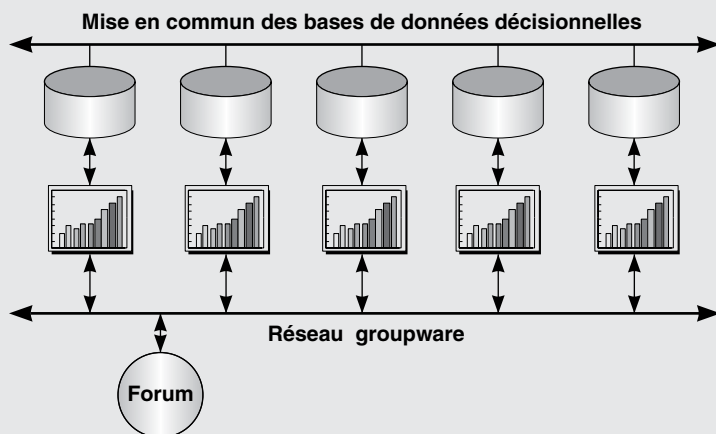 Mise en commun des bases de données décisionnelles
Réseau groupware
Forum